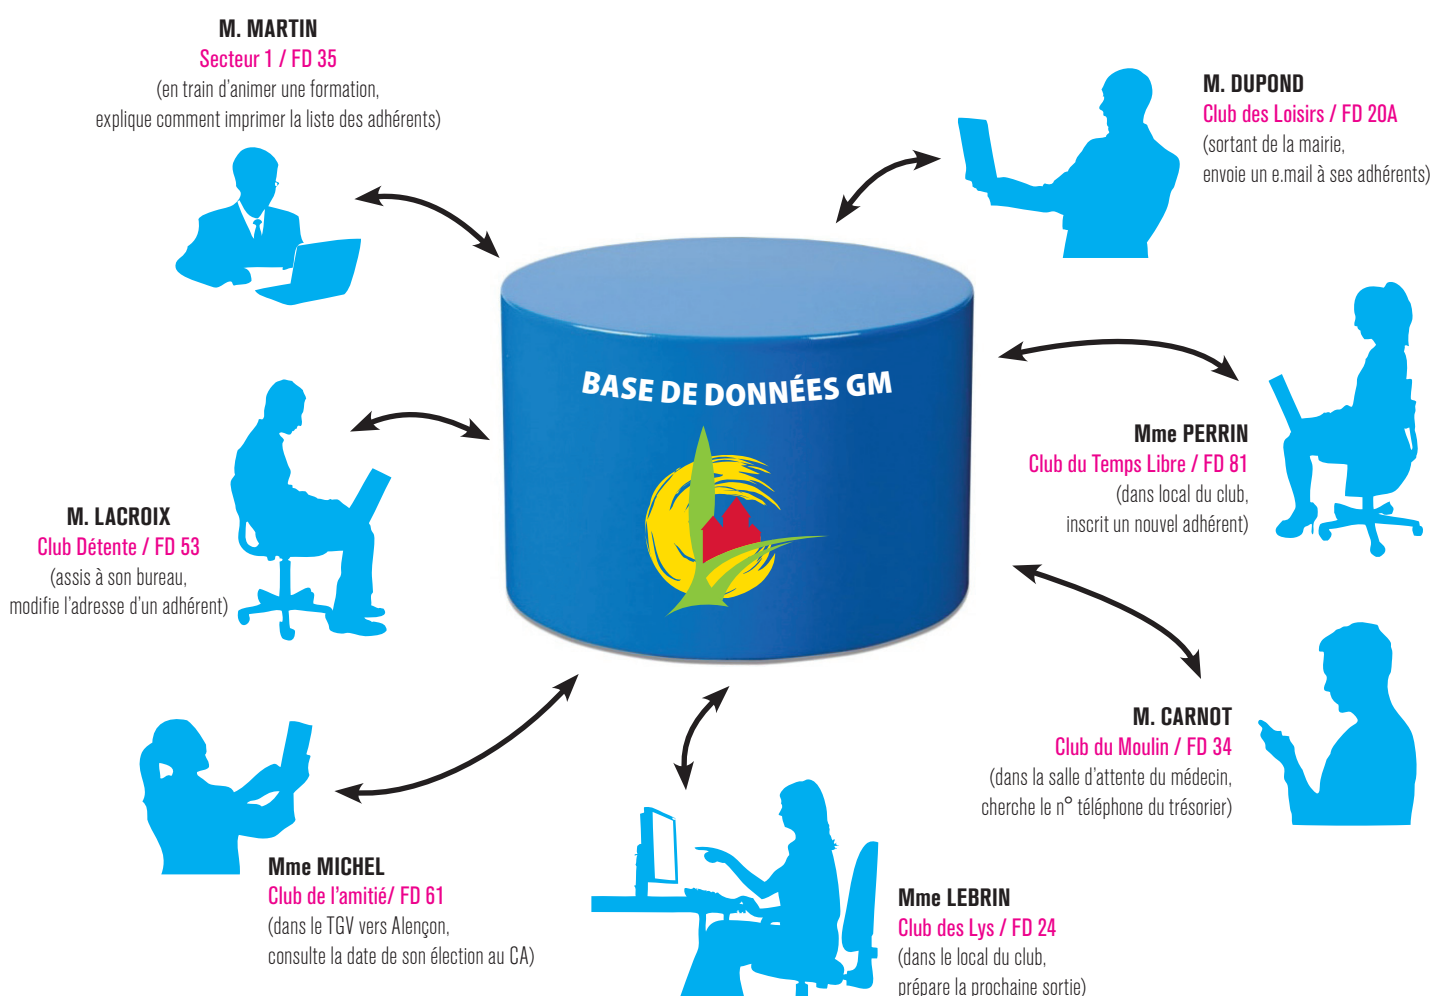 M. MARTIN
Secteur 1 / FD 35
(en train d'animer une formation,
explique comment imprimer la liste des adhérents)
M. DUPOND
Club des Loisirs / FD 20A
(sortant de la mairie,
envoie un e.mail à ses adhérents)
BASE DE DONNÉES GM
Mme PERRIN
Club du Temps Libre / FD 81
(dans local du club,
inscrit un nouvel adhérent)
M. LACROIX
Club Détente / FD 53
(assis à son bureau,
modifie l'adresse d'un adhérent)
M. CARNOT
Club du Moulin / FD 34
(dans la salle d'attente du médecin,
cherche le n° téléphone du trésorier)
Mme MICHEL
Club de l'amitié/ FD 61
(dans le TGV vers Alençon,
consulte la date de son élection au CA)
Mme LEBRIN
Club des Lys / FD 24
(dans le local du club,
prépare la prochaine sortie)